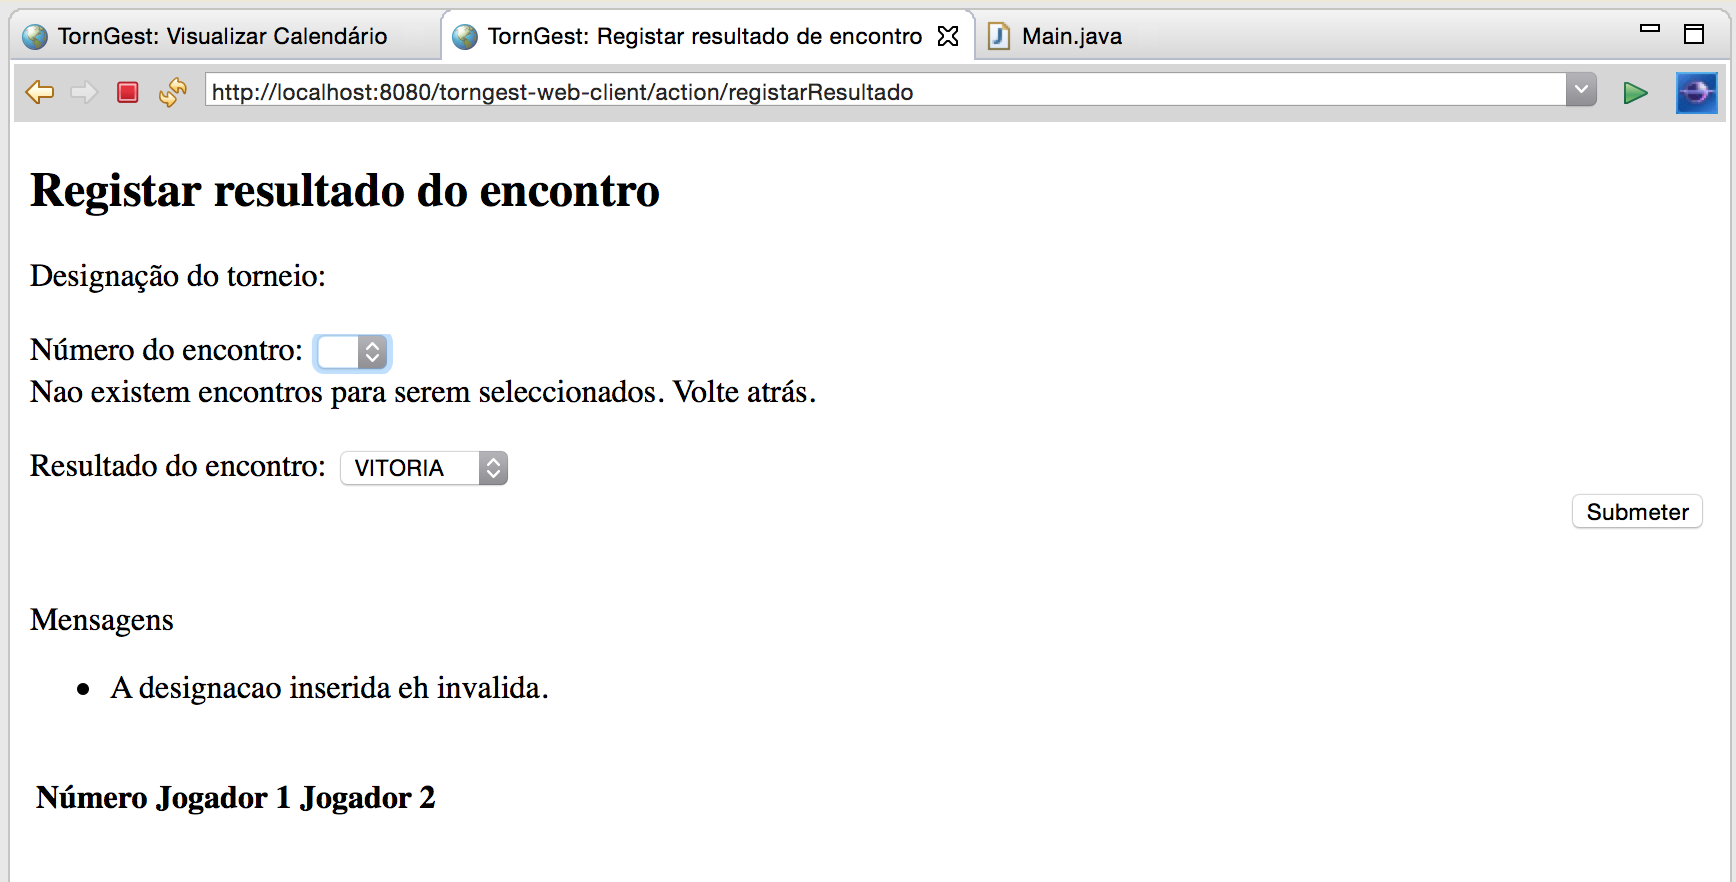 TornGest: Visualizar Calendário
TornGest: Registar resultado de encontro
Main.java
http://localhost:8080/torngest-web-client/action/registarResultado
Registar resultado do encontro
Designação do torneio:
Número do encontro:
Nao existem encontros para serem seleccionados. Volte atrás.
Resultado do encontro: VITORIA
Submeter
Mensagens
• A designacao inserida eh invalida.
Número Jogador 1 Jogador 2